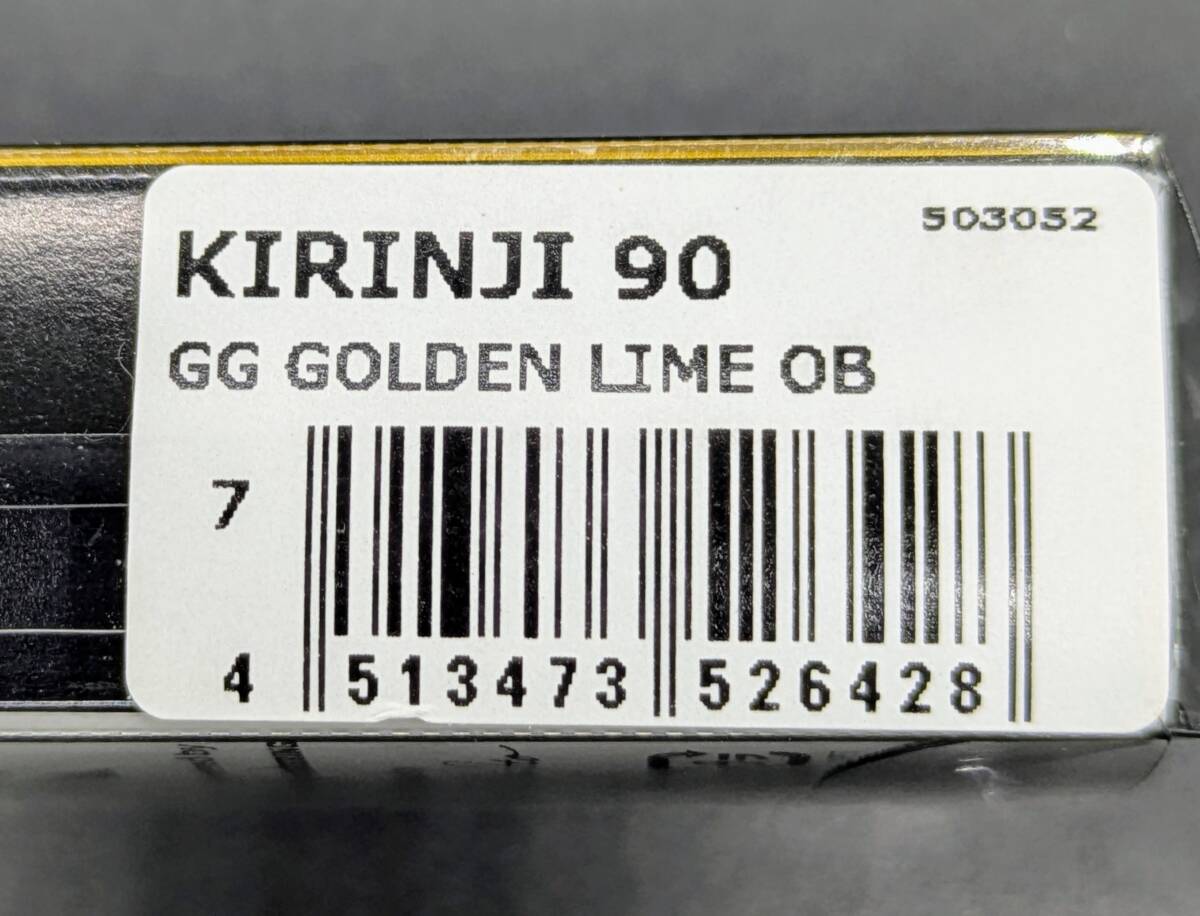 503052
KIRINJI 90
GG GOLDEN LIME OB
7
4 513473 526428